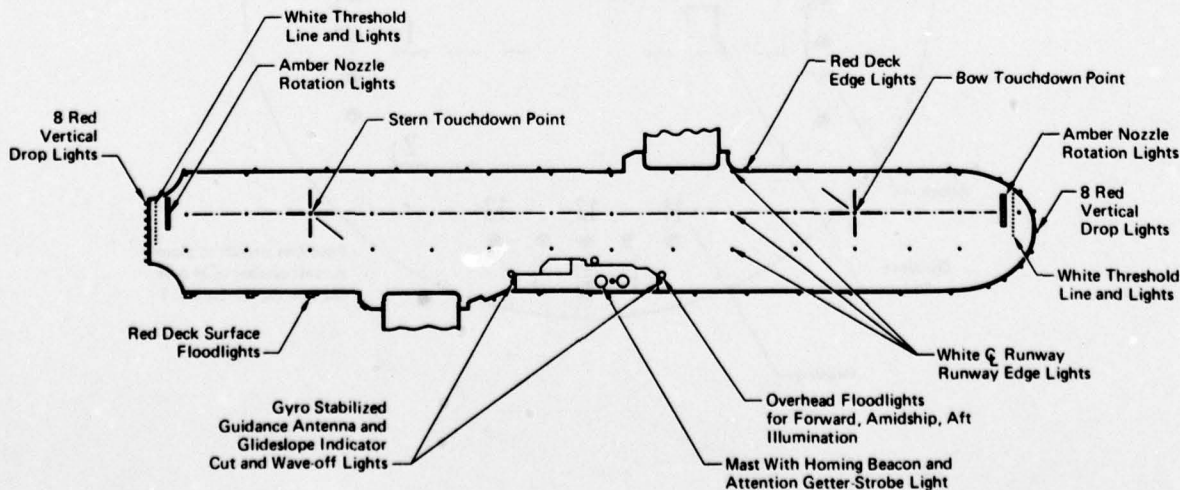 White Threshold
Line and Lights
Amber Nozzle
Rotation Lights
8 Red
Vertical
Drop Lights
Stern Touchdown Point
Red Deck
Edge Lights
Bow Touchdown Point
Amber Nozzle
Rotation Lights
8 Red
Vertical
Drop Lights
White Threshold
Line and Lights
Red Deck Surface
Floodlights
White ℄ Runway
Runway Edge Lights
Gyro Stabilized
Guidance Antenna and
Glideslope Indicator
Cut and Wave-off Lights
Overhead Floodlights
for Forward, Amidship, Aft
Illumination
Mast With Homing Beacon and
Attention Getter-Strobe Light